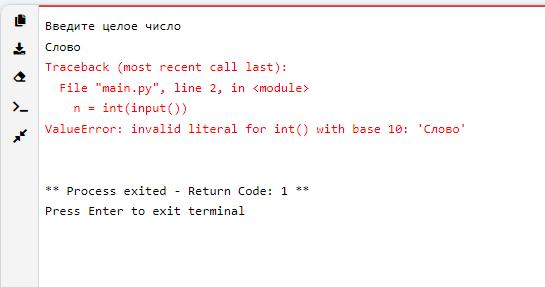 Введите целое число
Слово
Traceback (most recent call last):
  File "main.py", line 2, in <module>
    n = int(input())
ValueError: invalid literal for int() with base 10: 'Слово'
** Process exited - Return Code: 1 **
Press Enter to exit terminal